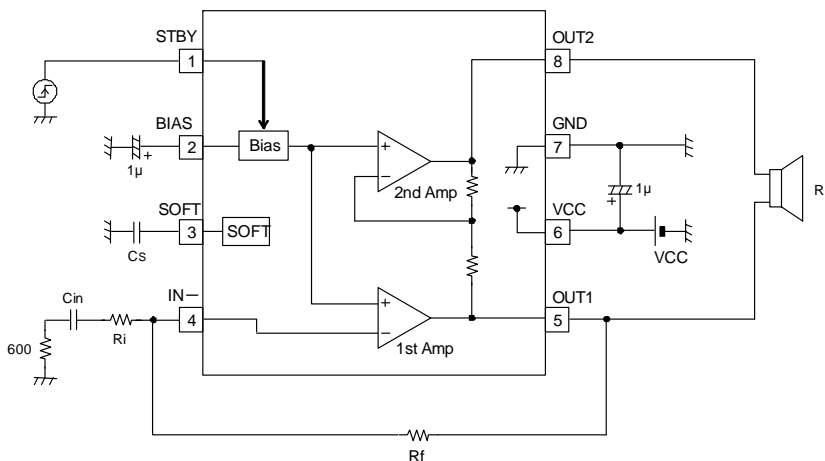 STBY
1
OUT2
8
BIAS
2
1μ
+
Bias
+
−
2nd Amp
GND
7
1μ
+
R
SOFT
3
SOFT
Cs
VCC
6
VCC
IN−
4
Cin
Ri
600
+
−
1st Amp
OUT1
5
Rf